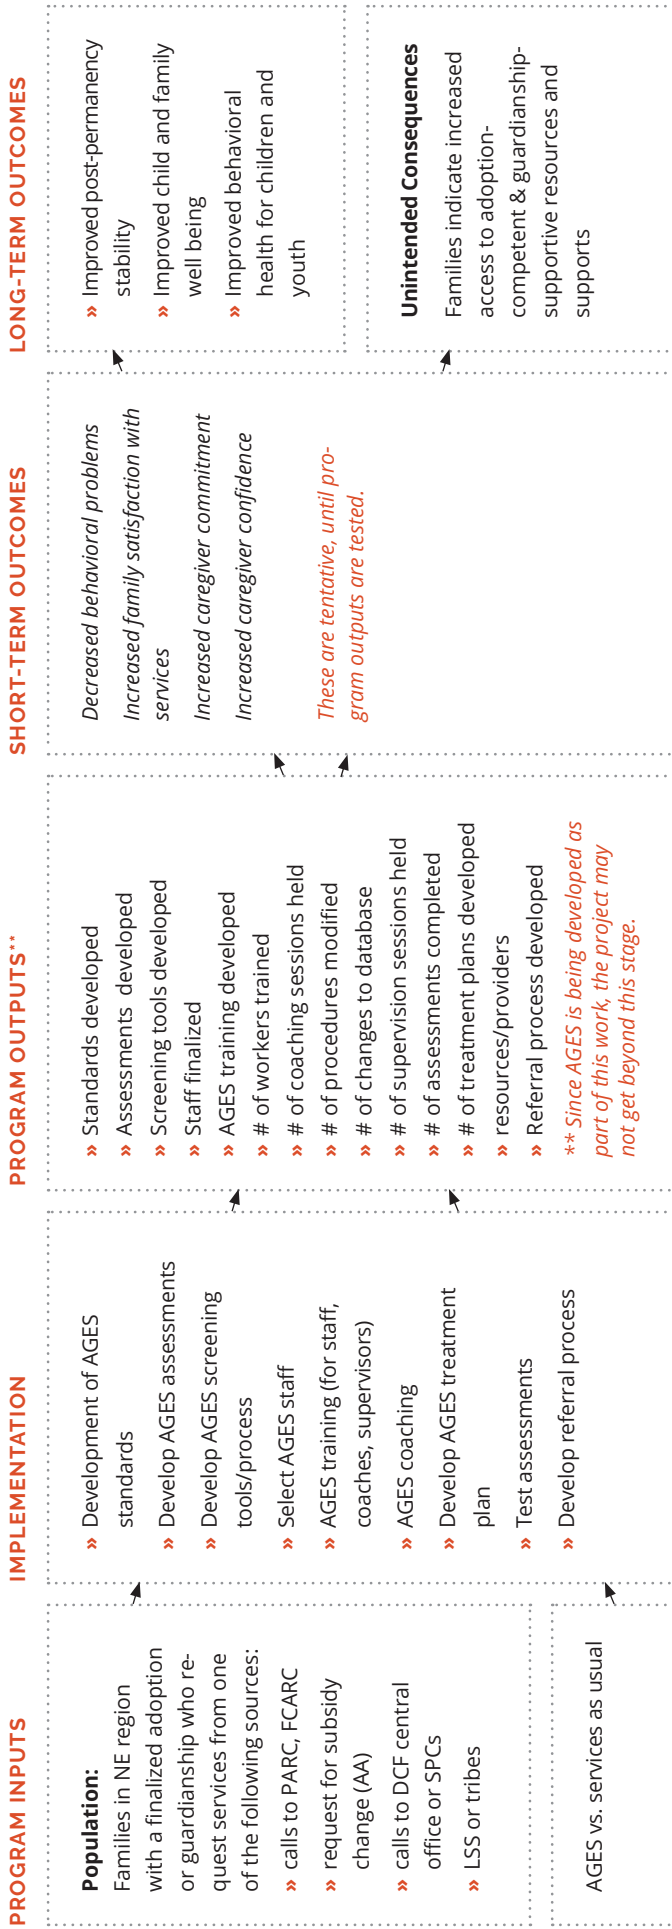 PROGRAM INPUTS
Population:
Families in NE region
with a finalized adoption
or guardianship who re-
quest services from one
of the following sources:
» calls to PARC, FCARC
» request for subsidy
change (AA)
» calls to DCF central
office or SPCs
» LSS or tribes
AGES vs. services as usual
IMPLEMENTATION
» Development of AGES
standards
» Develop AGES assessments
» Develop AGES screening
tools/process
» Select AGES staff
» AGES training (for staff,
coaches, supervisors)
» AGES coaching
» Develop AGES treatment
plan
» Test assessments
» Develop referral process
PROGRAM OUTPUTS**
» Standards developed
» Assessments developed
» Screening tools developed
» Staff finalized
» AGES training developed
» # of workers trained
» # of coaching sessions held
» # of procedures modified
» # of changes to database
» # of supervision sessions held
» # of assessments completed
» # of treatment plans developed
» resources/providers
» Referral process developed
** Since AGES is being developed as
part of this work, the project may
not get beyond this stage.
SHORT-TERM OUTCOMES
Decreased behavioral problems
Increased family satisfaction with
services
Increased caregiver commitment
Increased caregiver confidence
These are tentative, until pro-
gram outputs are tested.
LONG-TERM OUTCOMES
» Improved post-permanency
stability
» Improved child and family
well being
» Improved behavioral
health for children and
youth
Unintended Consequences
Families indicate increased
access to adoption-
competent & guardianship-
supportive resources and
supports